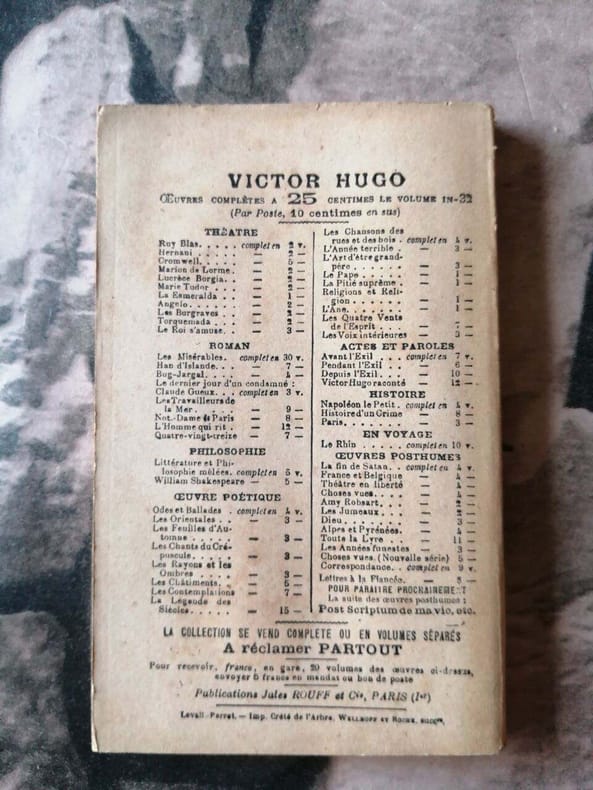 VICTOR HUGO
ŒUVRES COMPLÈTES A 25 CENTIMES LE VOLUME IN-32
(Par Poste, 10 centimes en sus)
THÉATRE
Ruy Blas. . . . . complet en 2 v.
Hernani . . . . . — 2 —
Cromwell. . . . . — 5 —
Marion de Lorme. — 2 —
Lucrèce Borgia. . — 2 —
Marie Tudor . . — 2 —
La Esmeralda . . . — 1 —
Angelo. . . . . — 2 —
Les Burgraves . . — 2 —
Torquemada . . . — 2 —
Le Roi s'amuse. . — 3 —
ROMAN
Les Misérables. complet en 30 v.
Han d'Islande. . . — 7 —
Bug-Jargal. . . . — 4 —
Le dernier jour d'un condamné :
Claude Gueux. . . complet en 3 v.
Les Travailleurs de
la Mer. . . . . — 9 —
Not.-Dame de Paris — 8 —
L'Homme qui rit . . — 12 —
Quatre-vingt-treize — 7 —
PHILOSOPHIE
Littérature et Phi-
losophie mêlées. complet en 5 v.
William Shakespeare — 5 —
ŒUVRE POÉTIQUE
Odes et Ballades . complet en 4 v.
Les Orientales . . — 3 —
Les Feuilles d'Au-
tomne . . . . . — 3 —
Les Chants du Cré-
puscule. . . . . — 3 —
Les Rayons et les
Ombres . . . . — 3 —
Les Châtiments. . — 5 —
Les Contemplations — 7 —
La Légende des
Siècles. . . . . — 15 —
Les Chansons des
rues et des bois . complet en 4 v.
L'Année terrible . — 3 —
L'Art d'être grand-
père. . . . . . — 3 —
Le Pape . . . . . — 1 —
La Pitié suprême . — 1 —
Religions et Reli-
gion . . . . . . — 1 —
L'Ane. . . . . . — 1 —
Les Quatre Vents
de l'Esprit . . . —
Les Voix intérieures — 3 —
ACTES ET PAROLES
Avant l'Exil . . . complet en 7 v.
Pendant l'Exil . . — 6 —
Depuis l'Exil . . . — 10 —
Victor Hugo raconté — 12 —
HISTOIRE
Napoléon le Petit. complet en 4 v.
Histoire d'un Crime — 8 —
Paris. . . . . . — 3 —
EN VOYAGE
Le Rhin . . . . complet en 10 v.
ŒUVRES POSTHUMES
La fin de Satan. . complet en 4 v.
France et Belgique — 4 —
Théâtre en liberté — 4 —
Choses vues. . . . — 4 —
Amy Robsart. . . — 2 —
Les Jumeaux. . . — 2 —
Dieu . . . . . . — 3 —
Alpes et Pyrénées. — 4 —
Toute la Lyre . . — 11 —
Les Années funestes — 3 —
Choses vues. (Nouvelle série) 5 —
Correspondance. . complet en 9 v.
Lettres à la Fiancée. — 5 —
POUR PARAITRE PROCHAINEMENT
La suite des œuvres posthumes :
Post Scriptum de ma vie, etc.
LA COLLECTION SE VEND COMPLÈTE OU EN VOLUMES SÉPARÉS
A réclamer PARTOUT
Pour recevoir, franco, en gare, 20 volumes des œuvres ci-dessus,
envoyer 5 francs en mandat ou bon de poste
Publications Jules ROUFF et Cie, PARIS (Ier)
Levall.-Perret. — Imp. Crété de l'Arbre, WELLHOFF ET ROCHE, succrs.